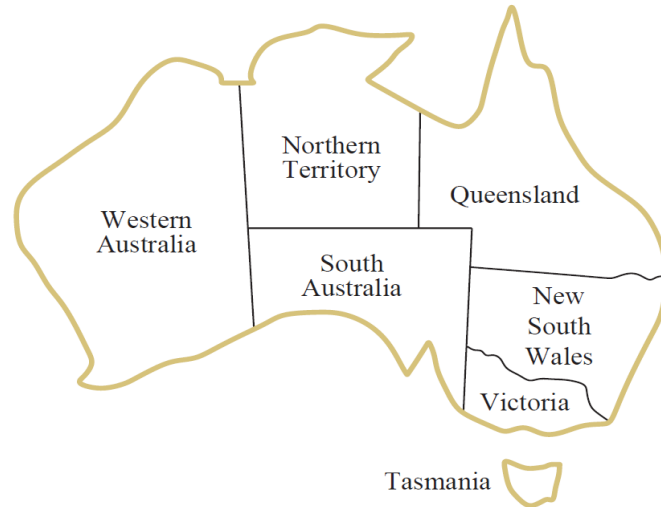 Northern
Territory
Queensland
Western
Australia
South
Australia
New
South
Wales
Victoria
Tasmania